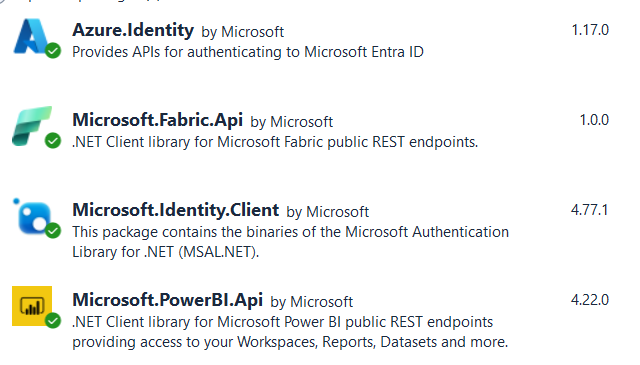 Azure.Identity by Microsoft 1.17.0
Provides APIs for authenticating to Microsoft Entra ID
Microsoft.Fabric.Api by Microsoft 1.0.0
.NET Client library for Microsoft Fabric public REST endpoints.
Microsoft.Identity.Client by Microsoft 4.77.1
This package contains the binaries of the Microsoft Authentication
Library for .NET (MSAL.NET).
Microsoft.PowerBI.Api by Microsoft 4.22.0
.NET Client library for Microsoft Power BI public REST endpoints
providing access to your Workspaces, Reports, Datasets and more.